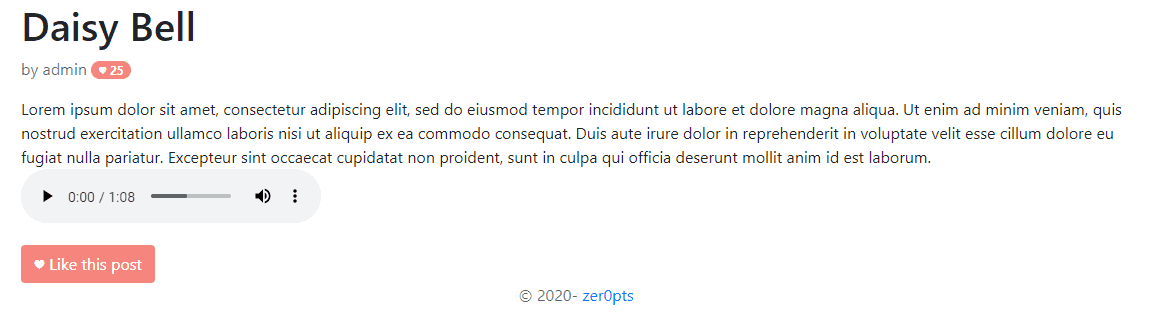 Daisy Bell
by admin ♥ 25
Lorem ipsum dolor sit amet, consectetur adipiscing elit, sed do eiusmod tempor incididunt ut labore et dolore magna aliqua. Ut enim ad minim veniam, quis
nostrud exercitation ullamco laboris nisi ut aliquip ex ea commodo consequat. Duis aute irure dolor in reprehenderit in voluptate velit esse cillum dolore eu
fugiat nulla pariatur. Excepteur sint occaecat cupidatat non proident, sunt in culpa qui officia deserunt mollit anim id est laborum.
0:00 / 1:08
♥ Like this post
© 2020- zer0pts